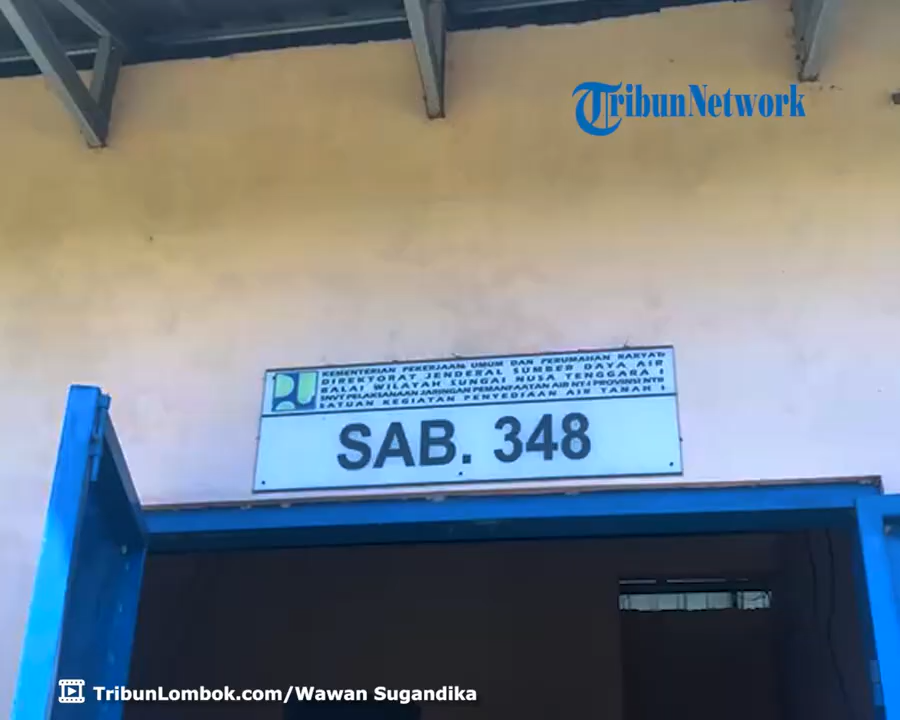 TribunNetwork
KEMENTERIAN PEKERJAAN UMUM DAN PERUMAHAN RAKYAT
DIREKTORAT JENDERAL SUMBER DAYA AIR
BALAI WILAYAH SUNGAI NUSA TENGGARA I
SNVT PELAKSANAAN JARINGAN PEMANFAATAN AIR NT-I PROVINSI NTB
SATUAN KEGIATAN PENYEDIAAN AIR TANAH
PU
SAB. 348
TribunLombok.com/Wawan Sugandika